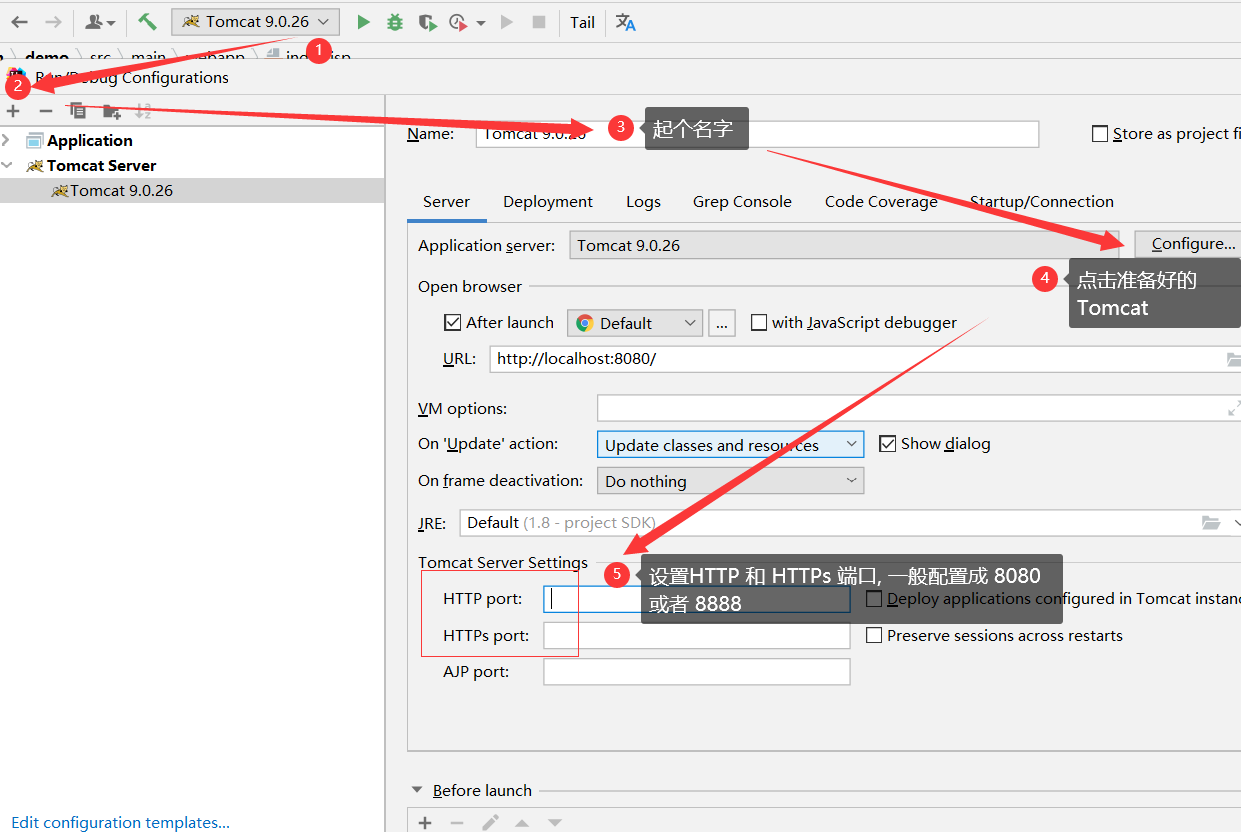 Tomcat 9.0.26
Tail
1
demo
src
main
webapp
index.jsp
2
Run/Debug Configurations
Application
Tomcat Server
Tomcat 9.0.26
Edit configuration templates...
Name:
Tomcat 9.0.26
3
起个名字
Store as project fi
Server
Deployment
Logs
Grep Console
Code Coverage
Startup/Connection
Application server:
Tomcat 9.0.26
Configure...
4
点击准备好的
Tomcat
Open browser
After launch
Default
...
with JavaScript debugger
URL:
http://localhost:8080/
VM options:
On 'Update' action:
Update classes and resources
Show dialog
On frame deactivation:
Do nothing
JRE:
Default (1.8 - project SDK)
Tomcat Server Settings
5
设置HTTP 和 HTTPs 端口, 一般配置成 8080
或者 8888
HTTP port:
Deploy applications configured in Tomcat instanc
HTTPs port:
Preserve sessions across restarts
AJP port:
Before launch